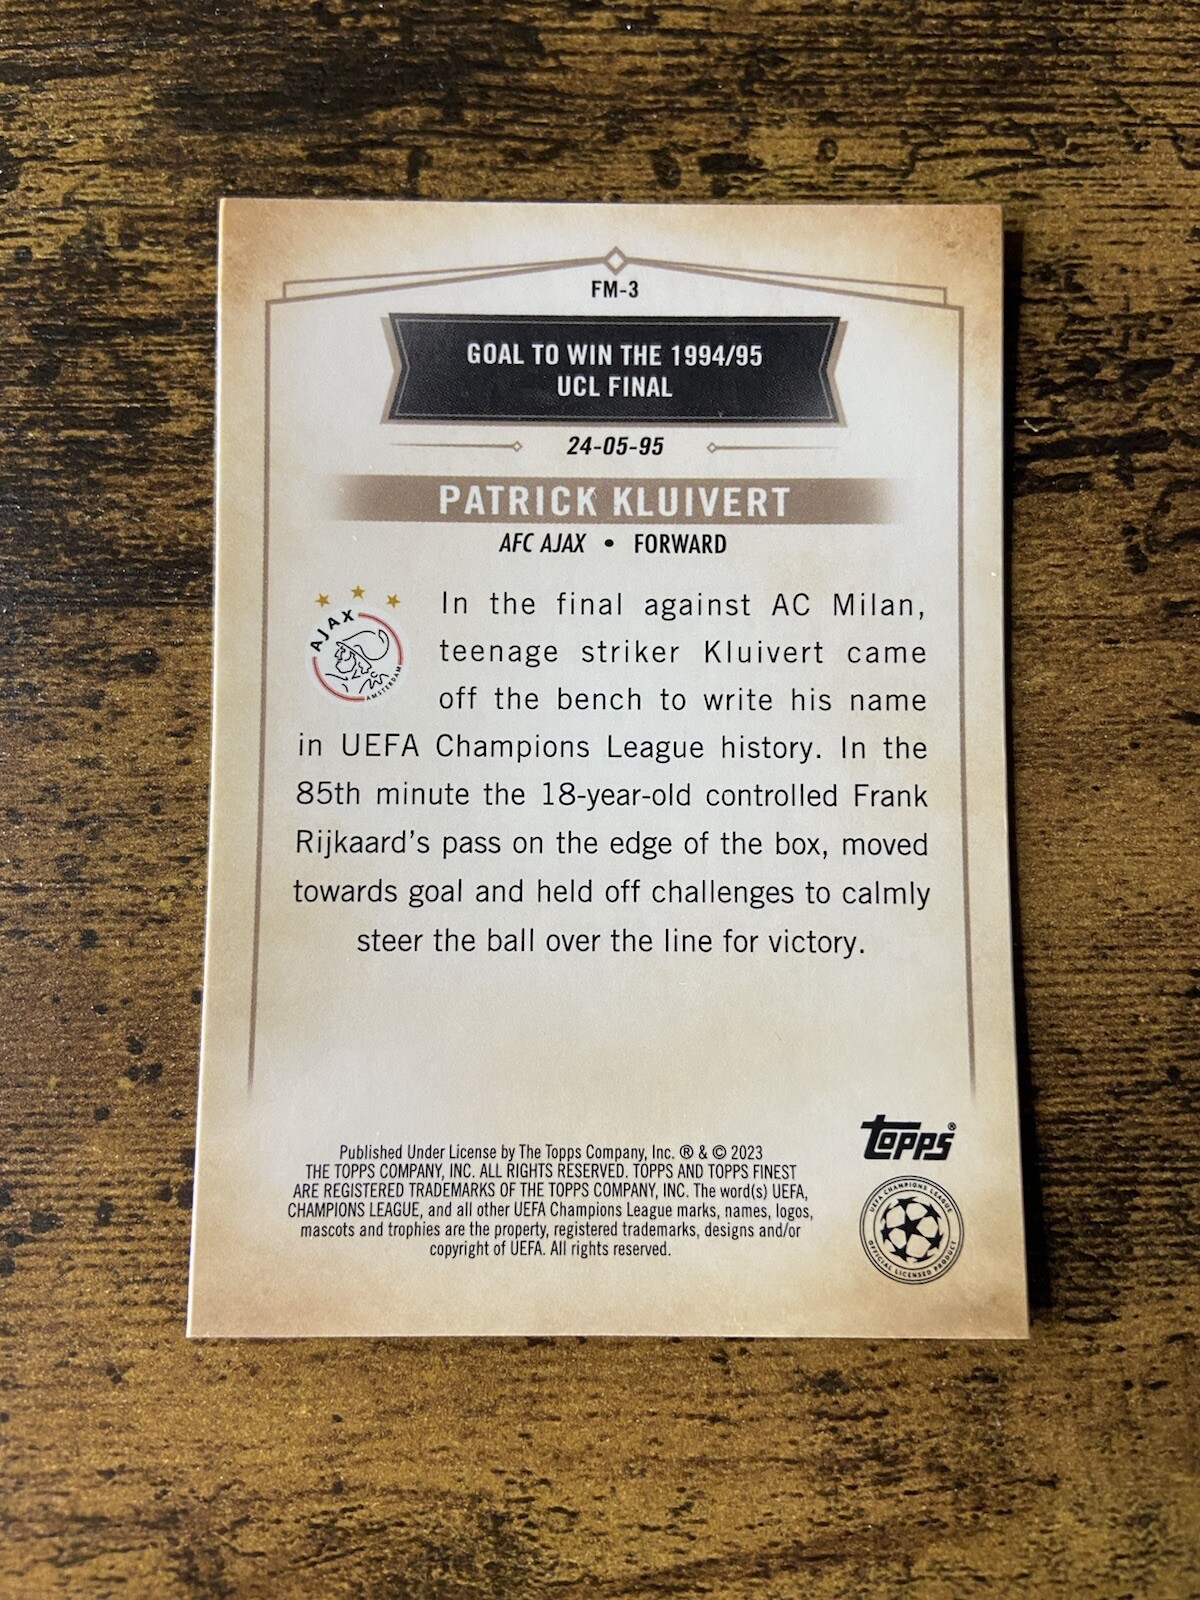 FM-3
GOAL TO WIN THE 1994/95
UCL FINAL
24-05-95
PATRICK KLUIVERT
AFC AJAX • FORWARD
AJAX
AMSTERDAM
In the final against AC Milan,
teenage striker Kluivert came
off the bench to write his name
in UEFA Champions League history. In the
85th minute the 18-year-old controlled Frank
Rijkaard's pass on the edge of the box, moved
towards goal and held off challenges to calmly
steer the ball over the line for victory.
Published Under License by The Topps Company, Inc. ® & © 2023
THE TOPPS COMPANY, INC. ALL RIGHTS RESERVED. TOPPS AND TOPPS FINEST
ARE REGISTERED TRADEMARKS OF THE TOPPS COMPANY, INC. The word(s) UEFA,
CHAMPIONS LEAGUE, and all other UEFA Champions League marks, names, logos,
mascots and trophies are the property, registered trademarks, designs and/or
copyright of UEFA. All rights reserved.
topps®
UEFA CHAMPIONS LEAGUE
OFFICIAL LICENSED PRODUCT